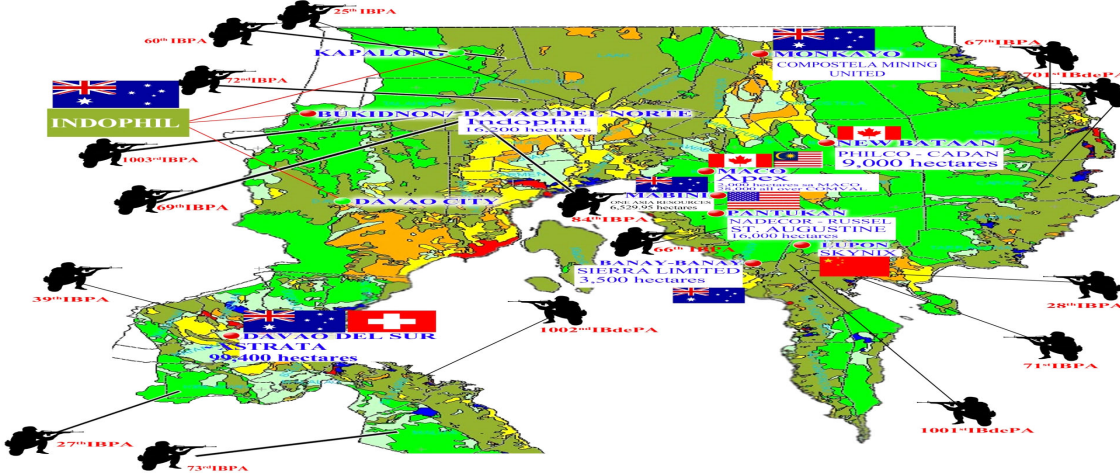 25th IBPA
60th IBPA
67th IBPA
KAPALONG
MONKAYO
COMPOSTELA MINING
UNITED
72nd IBPA
701st IBdePA
INDOPHIL
BUKIDNON/ DAVAO DEL NORTE
Indophil
16,200 hectares
NEW BATAAN
PHILCO - CADAN
9,000 hectares
1003rd IBPA
MACO
Apex
all over COMVAL
69th IBPA
DAVAO CITY
84th IBPA
MABINI
ONE ASIA RESOURCES
6,529.95 hectares
PANTUKAN
NADECOR - RUSSEL
ST. AUGUSTINE
16,000 hectares
66th IBPA
LUPON
SKYNIX
BANAY-BANAY
SIERRA LIMITED
3,500 hectares
39th IBPA
28th IBPA
1002nd IBdePA
DAVAO DEL SUR
ASTRATA
99,400 hectares
71st IBPA
1001st IBdePA
27th IBPA
73rd IBPA